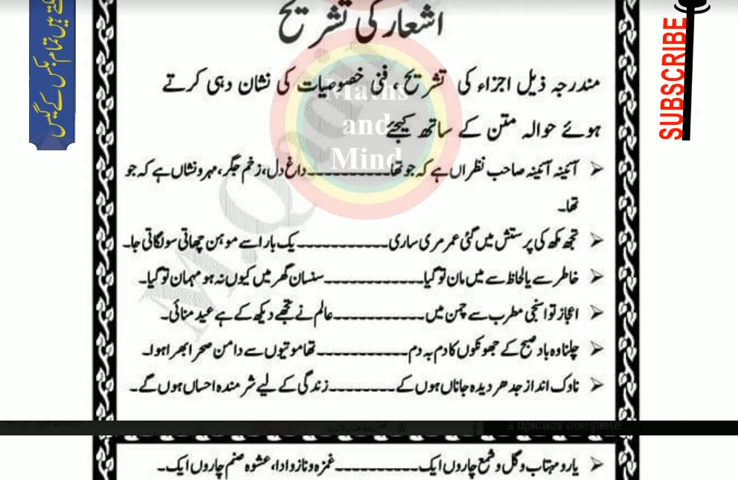 اشعار کی تشریح
مندرجہ ذیل اجزاء کی تشریح، فنی خصوصیات کی نشان دہی کرتے
ہوئے حوالہ متن کے ساتھ کیجئے
آئینہ آئینہ صاحب نظراں ہے کہ جو تھا۔۔۔۔۔۔۔۔۔۔داغِ دل، زخم جگر، مہر و نشاں ہے کہ جو
تھا۔
تجھ مکھ کی پرستش میں گئی عمر مری ساری۔۔۔۔۔۔۔۔۔۔یک بار اسے موہن چھاتی سو لگاتی جا۔
خاطر سے یا لحاظ سے میں مان تو گیا۔۔۔۔۔۔۔۔۔۔سنسان گھر میں کیوں نہ ہو مہمان تو گیا۔
اعجاز نوا سنجی مطرب سے چمن میں۔۔۔۔۔۔۔۔۔۔عالم نے تجھے دیکھ کے ہے عید منائی۔
چلنا وہ باد صبح کے جھونکوں کا دم بہ دم۔۔۔۔۔۔۔۔۔۔تھا موتیوں سے دامن صحرا بھرا ہوا۔
ناوک انداز جدھر دیدہ جاناں ہوں گے۔۔۔۔۔۔۔۔۔۔زندگی کے لیے شرمندہ احساں ہوں گے۔
یار و مہتاب و گل و شمع چاروں ایک۔۔۔۔۔۔۔۔۔۔غمزہ و ناز و ادا، عشوہ صنم چاروں ایک۔
Maths
and
Mind
SUBSCRIBE